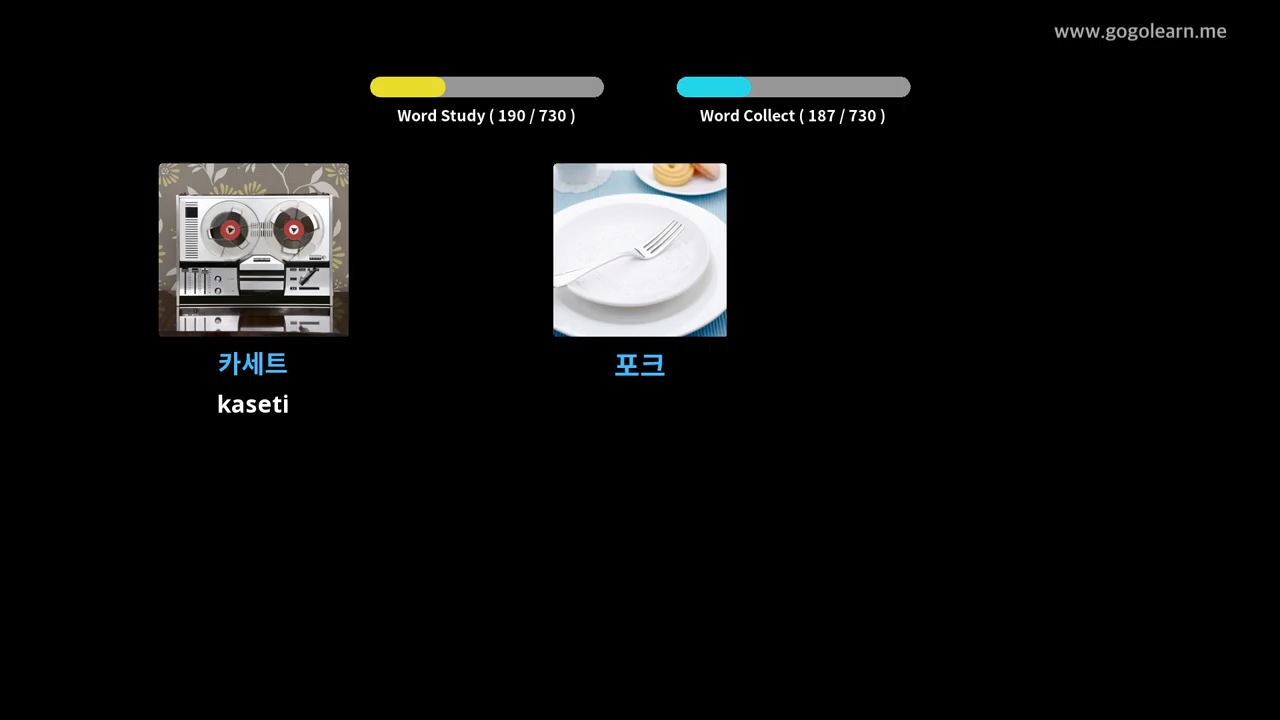 www.gogolearn.me
Word Study ( 190 / 730 )
Word Collect ( 187 / 730 )
카세트
포크
kaseti